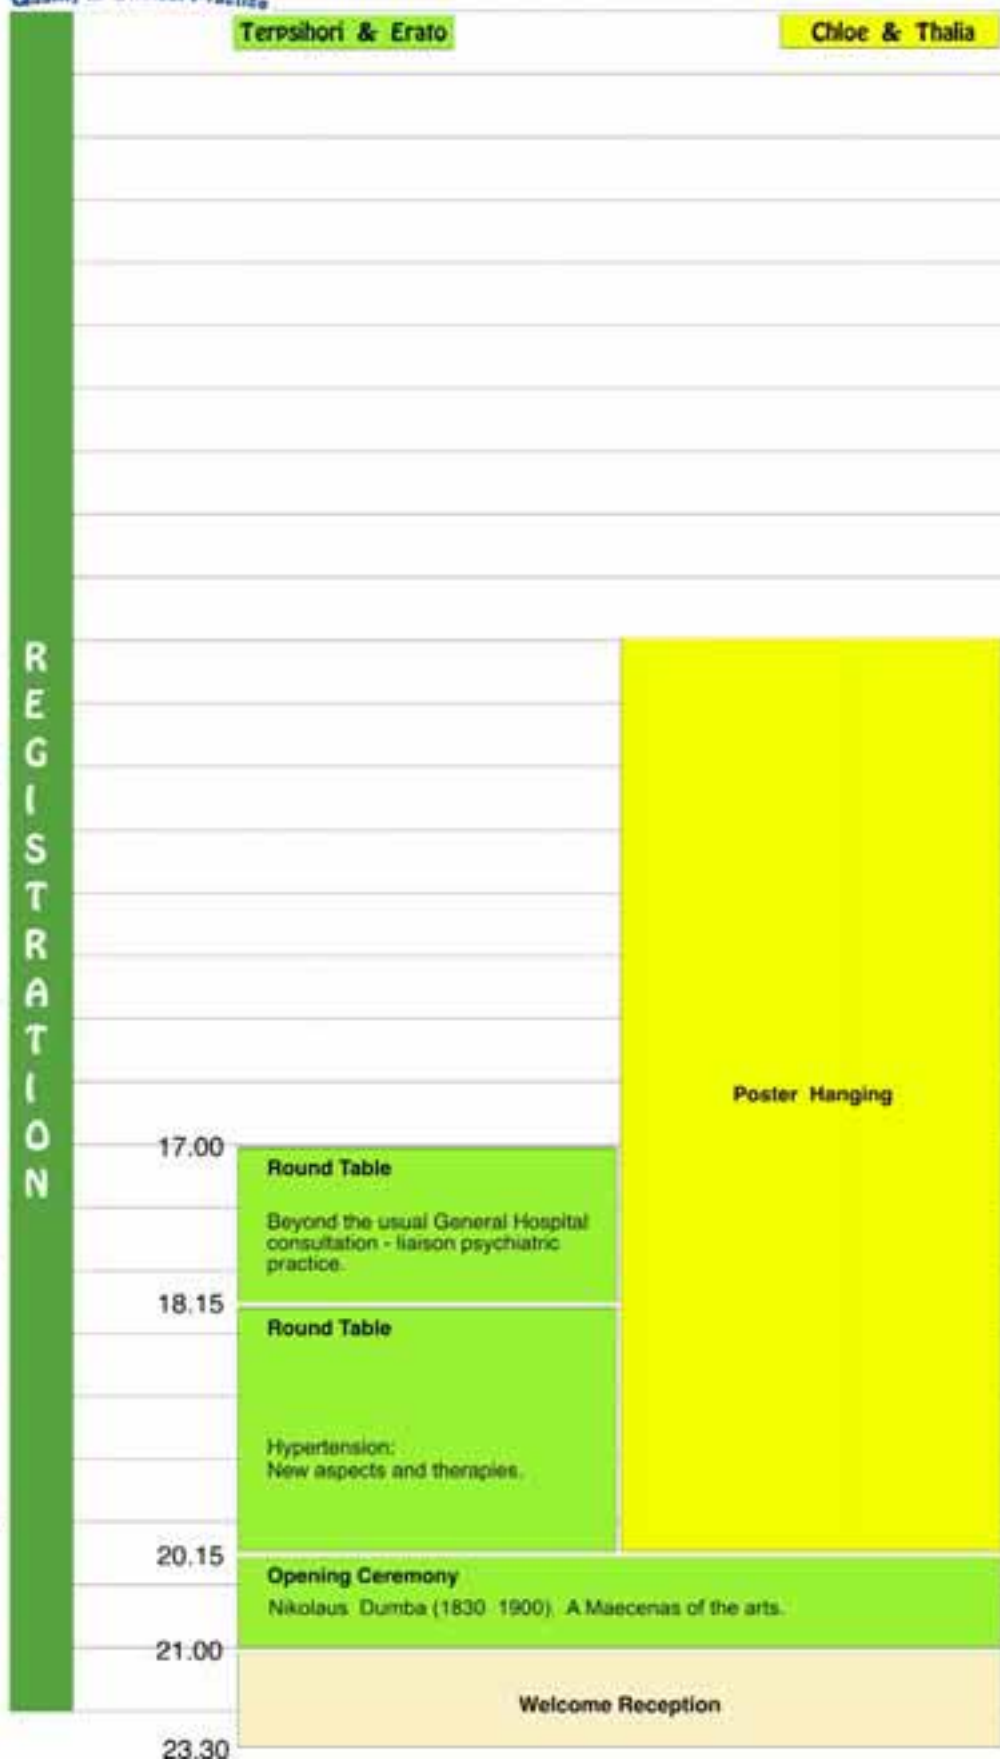 Terpsihori & Erato
Chloe & Thalia
REGISTRATION
Poster Hanging
17.00
Round Table
Beyond the usual General Hospital
consultation - liaison psychiatric
practice.
18.15
Round Table
Hypertension:
New aspects and therapies.
20.15
Opening Ceremony
Nikolaus Dumba (1830 1900) A Maecenas of the arts.
21.00
Welcome Reception
23.30